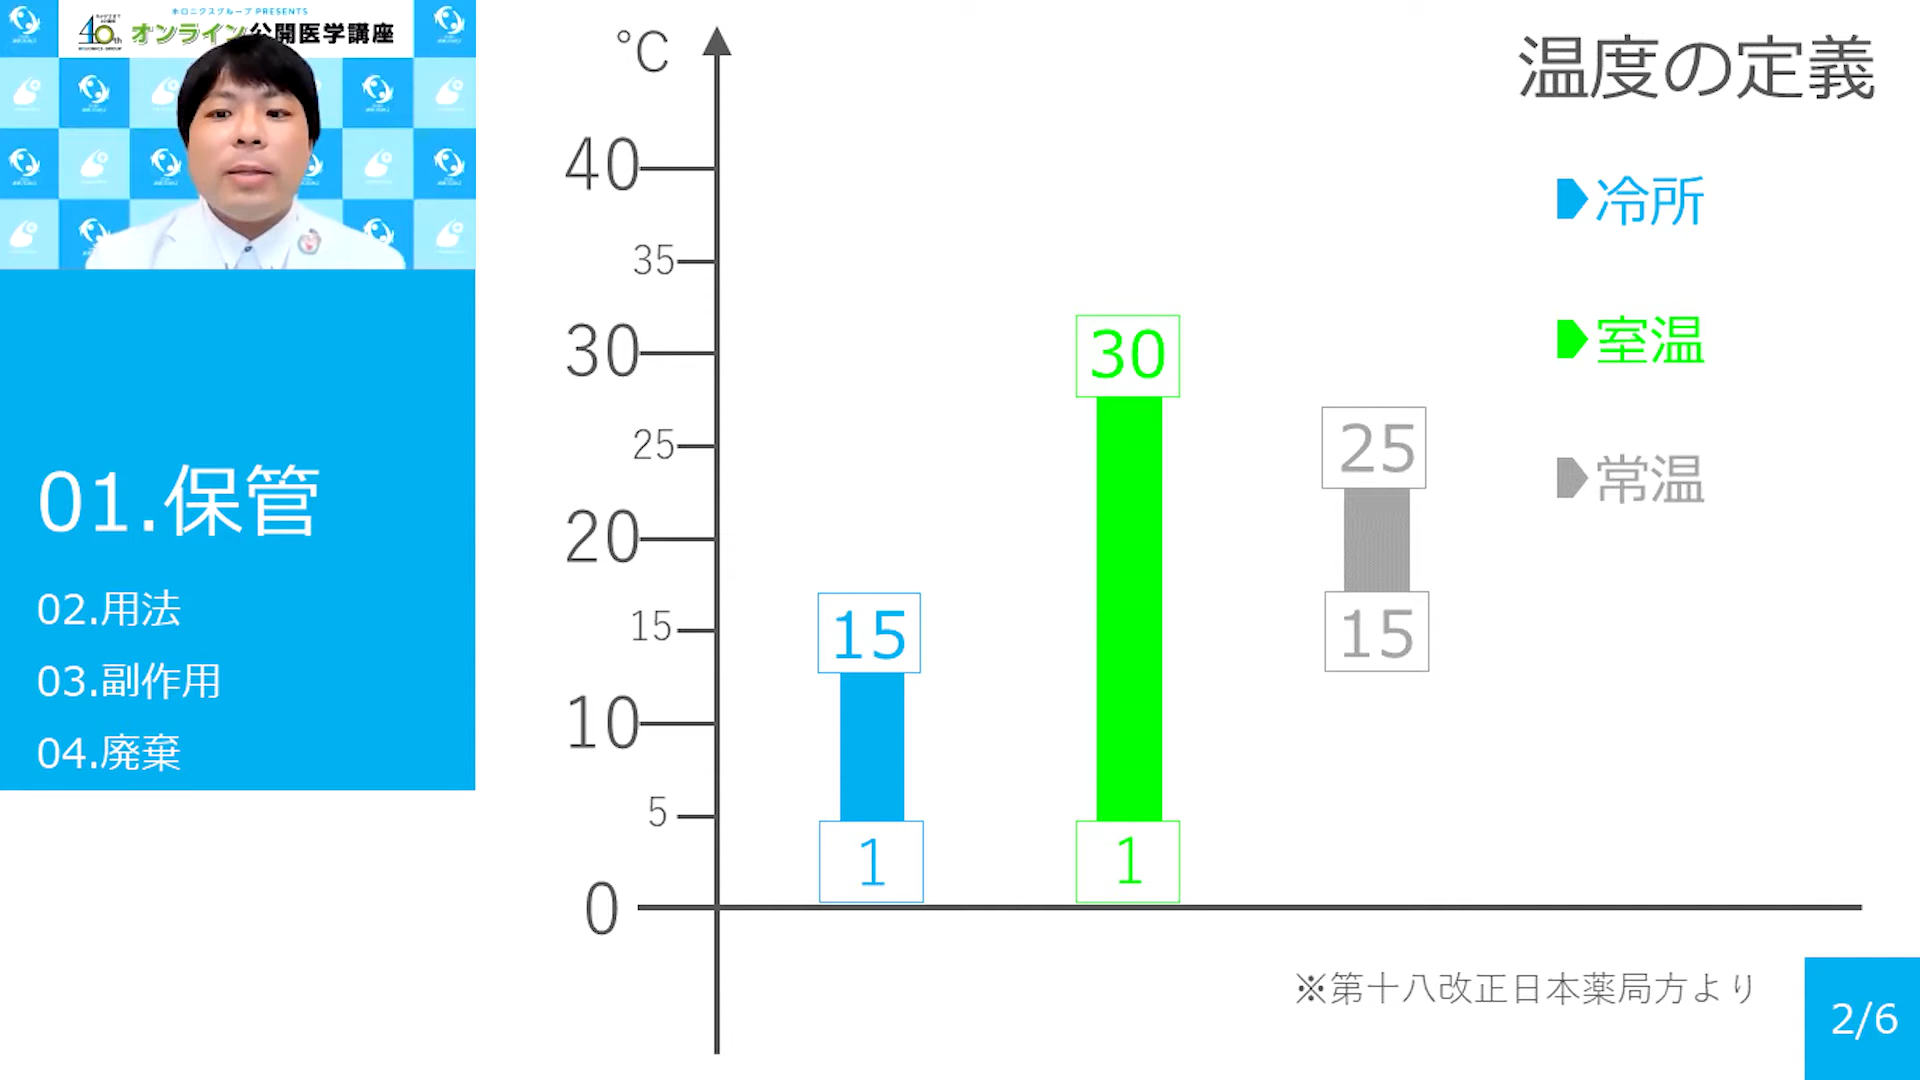 ホロニクスグループ PRESENTS
40th
オンライン公開医学講座
01.保管
02.用法
03.副作用
04.廃棄
温度の定義
℃
40
35
30
25
20
15
10
5
0
15
1
30
1
25
15
冷所
室温
常温
※第十八改正日本薬局方より
2/6